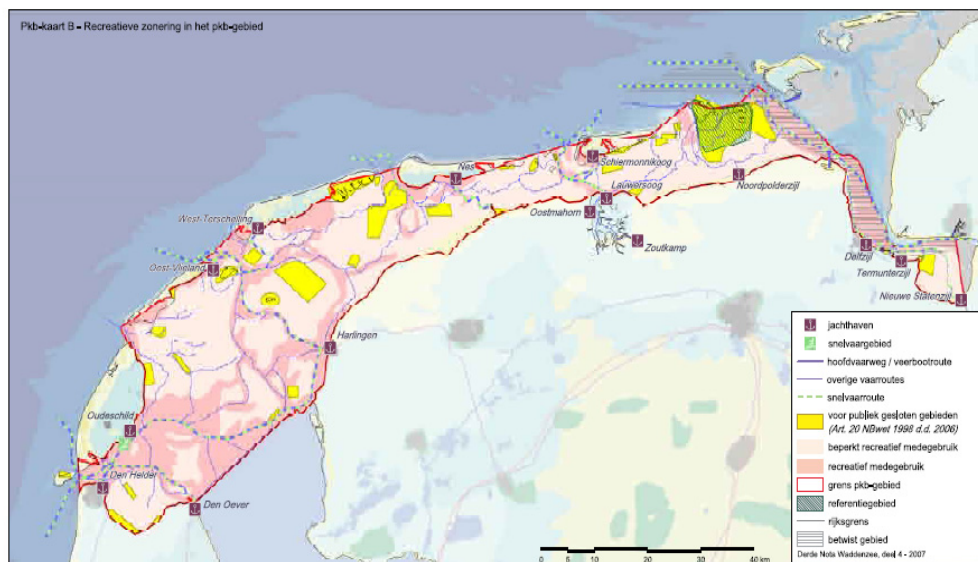 Pkb-kaart B - Recreatieve zonering in het pkb-gebied
Nes
Schiermonnikoog
Lauwersoog
Noordpolderzijl
West-Terschelling
Oostmahorn
Zoutkamp
Oost-Vlieland
Delfzijl
Termunterzijl
Nieuwe Statenzijl
Harlingen
Oudeschild
Den Helder
Den Oever
jachthaven
snelvaargebied
hoofdvaarweg / veerbootroute
overige vaarroutes
snelvaarroute
voor publiek gesloten gebieden
(Art. 20 NBwet 1998 d.d. 2006)
beperkt recreatief medegebruik
recreatief medegebruik
grens pkb-gebied
referentiegebied
rijksgrens
betwist gebied
0 5 10 20 30 40 km
Derde Nota Waddenzee, deel 4 - 2007